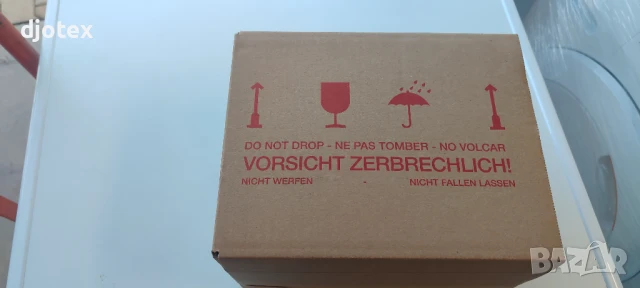 djotex
DO NOT DROP - NE PAS TOMBER - NO VOLCAR
VORSICHT ZERBRECHLICH!
NICHT WERFEN
NICHT FALLEN LASSEN
BAZAR